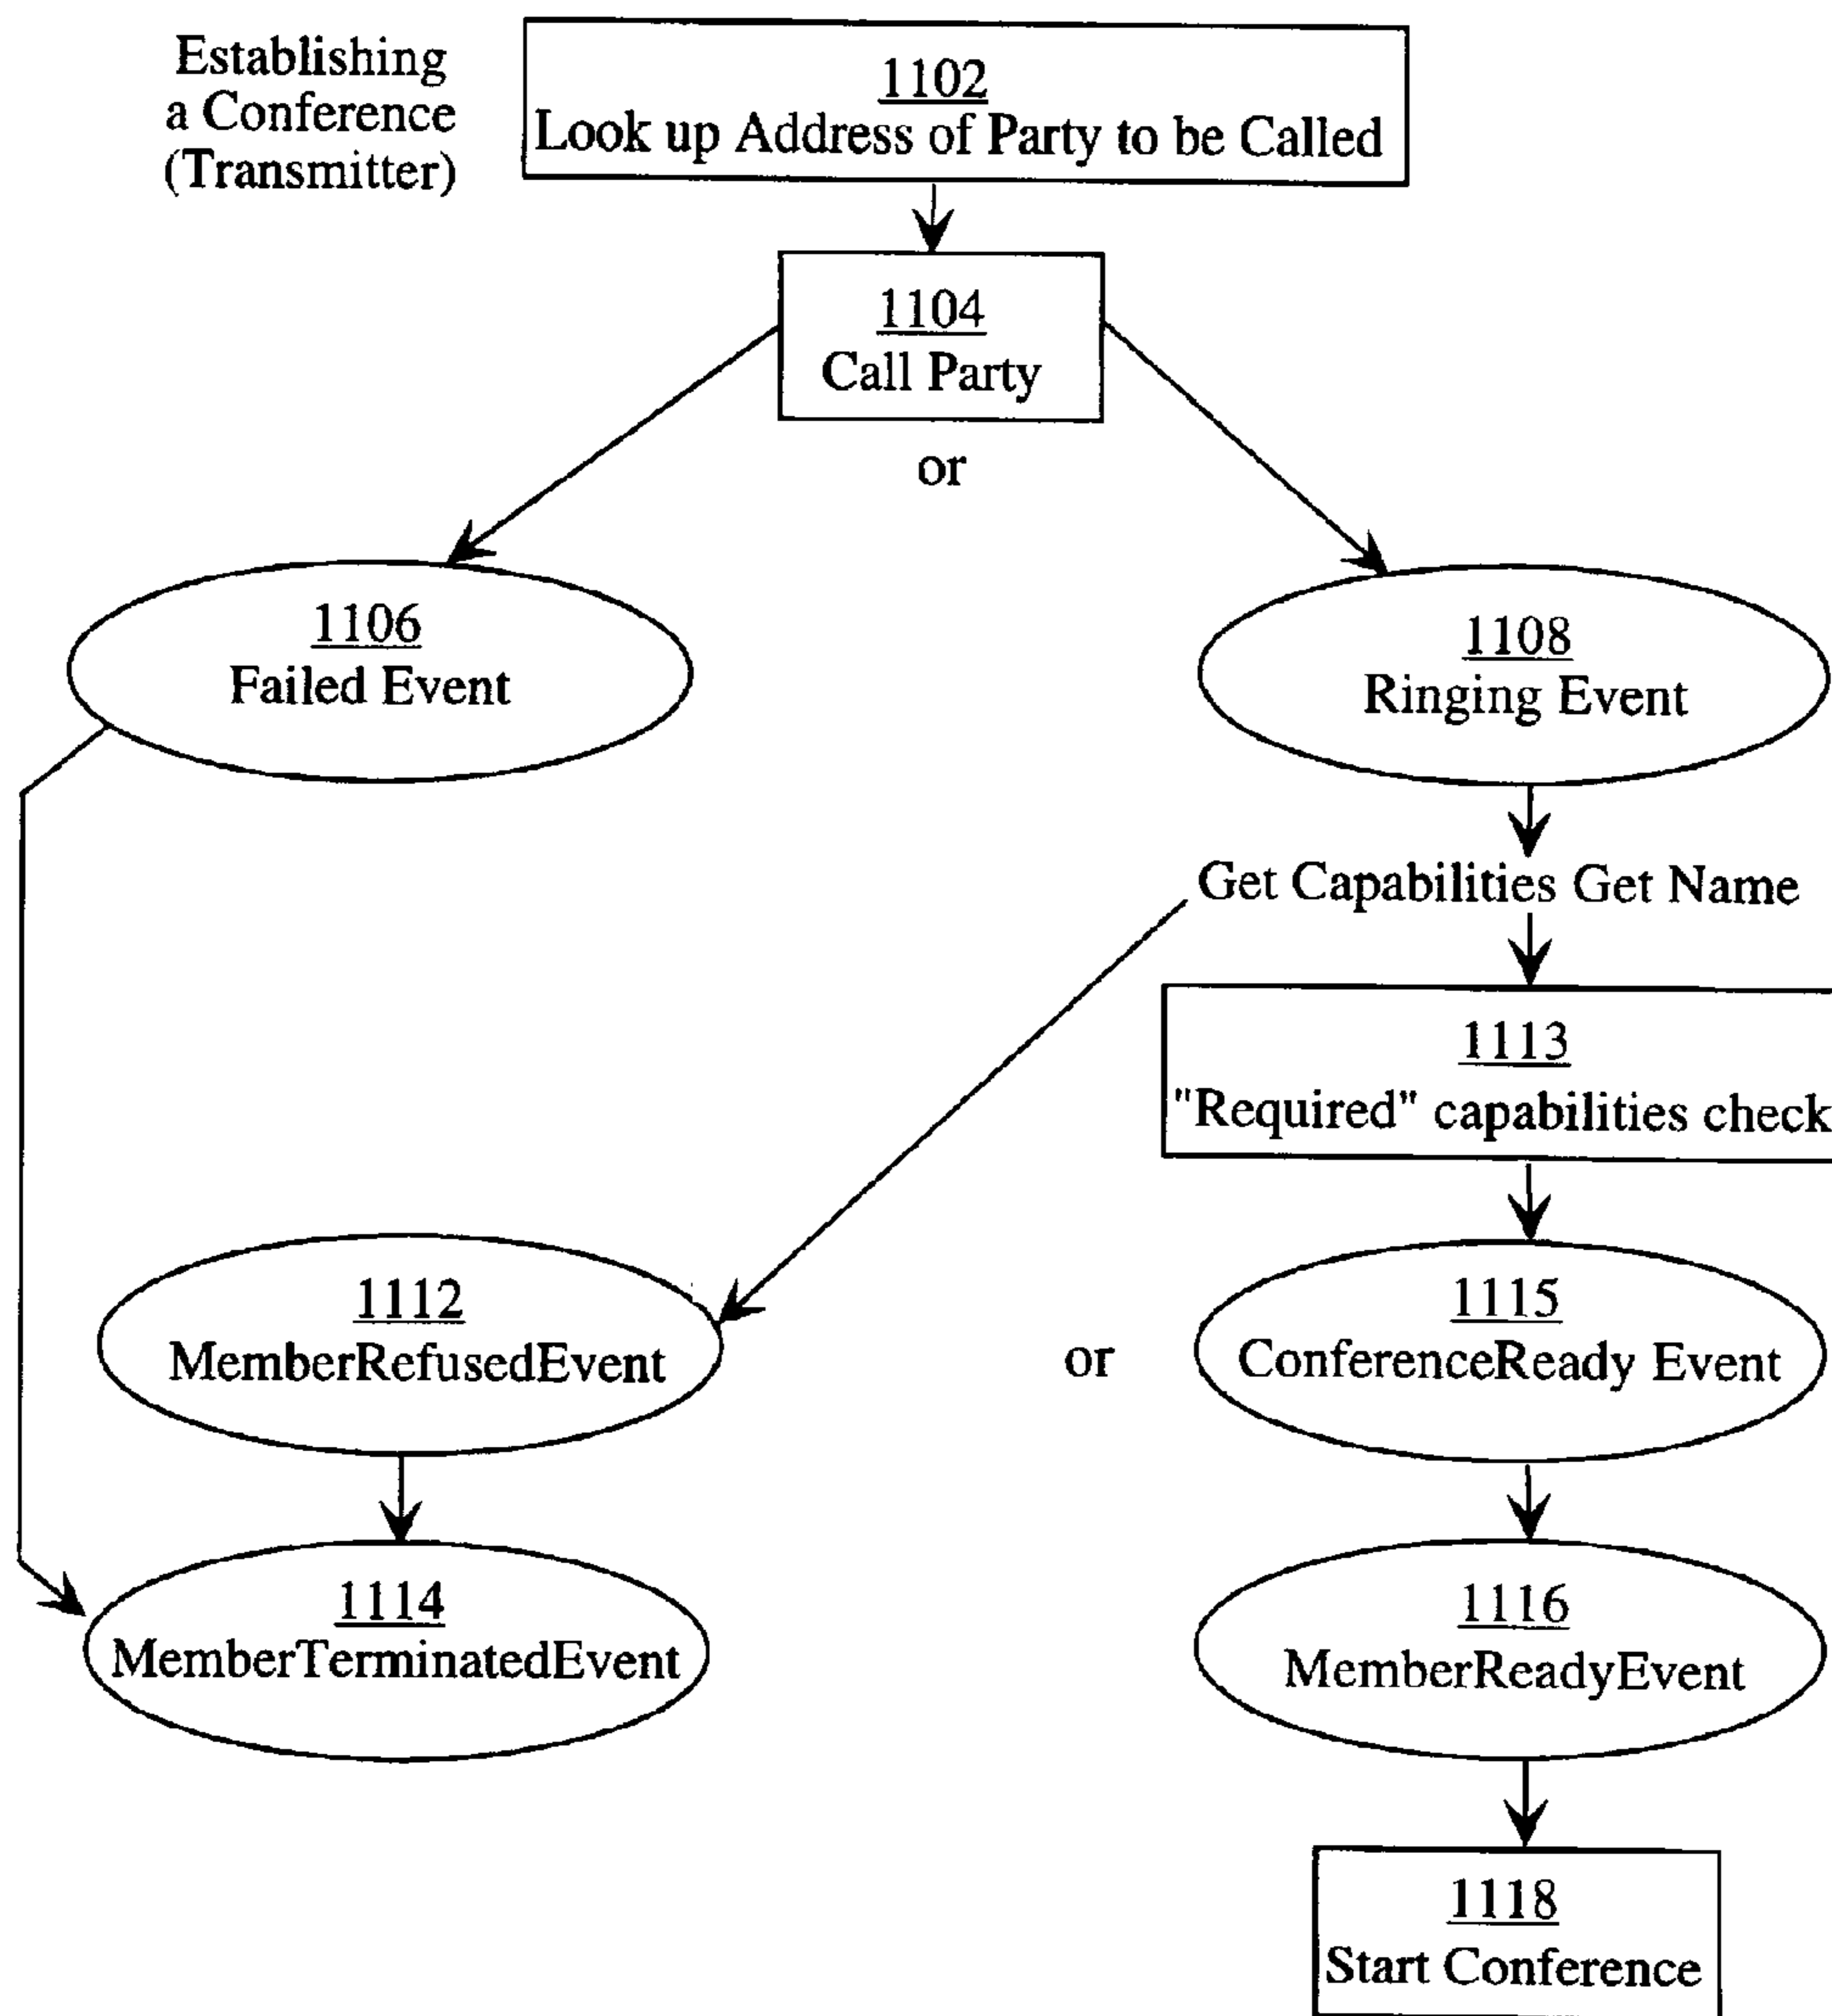 Establishing
a Conference
(Transmitter)
1102
Look up Address of Party to be Called
1104
Call Party
or
1106
Failed Event
1108
Ringing Event
Get Capabilities Get Name
1113
"Required" capabilities check
1112
MemberRefusedEvent
or
1115
ConferenceReady Event
1114
MemberTerminatedEvent
1116
MemberReadyEvent
1118
Start Conference